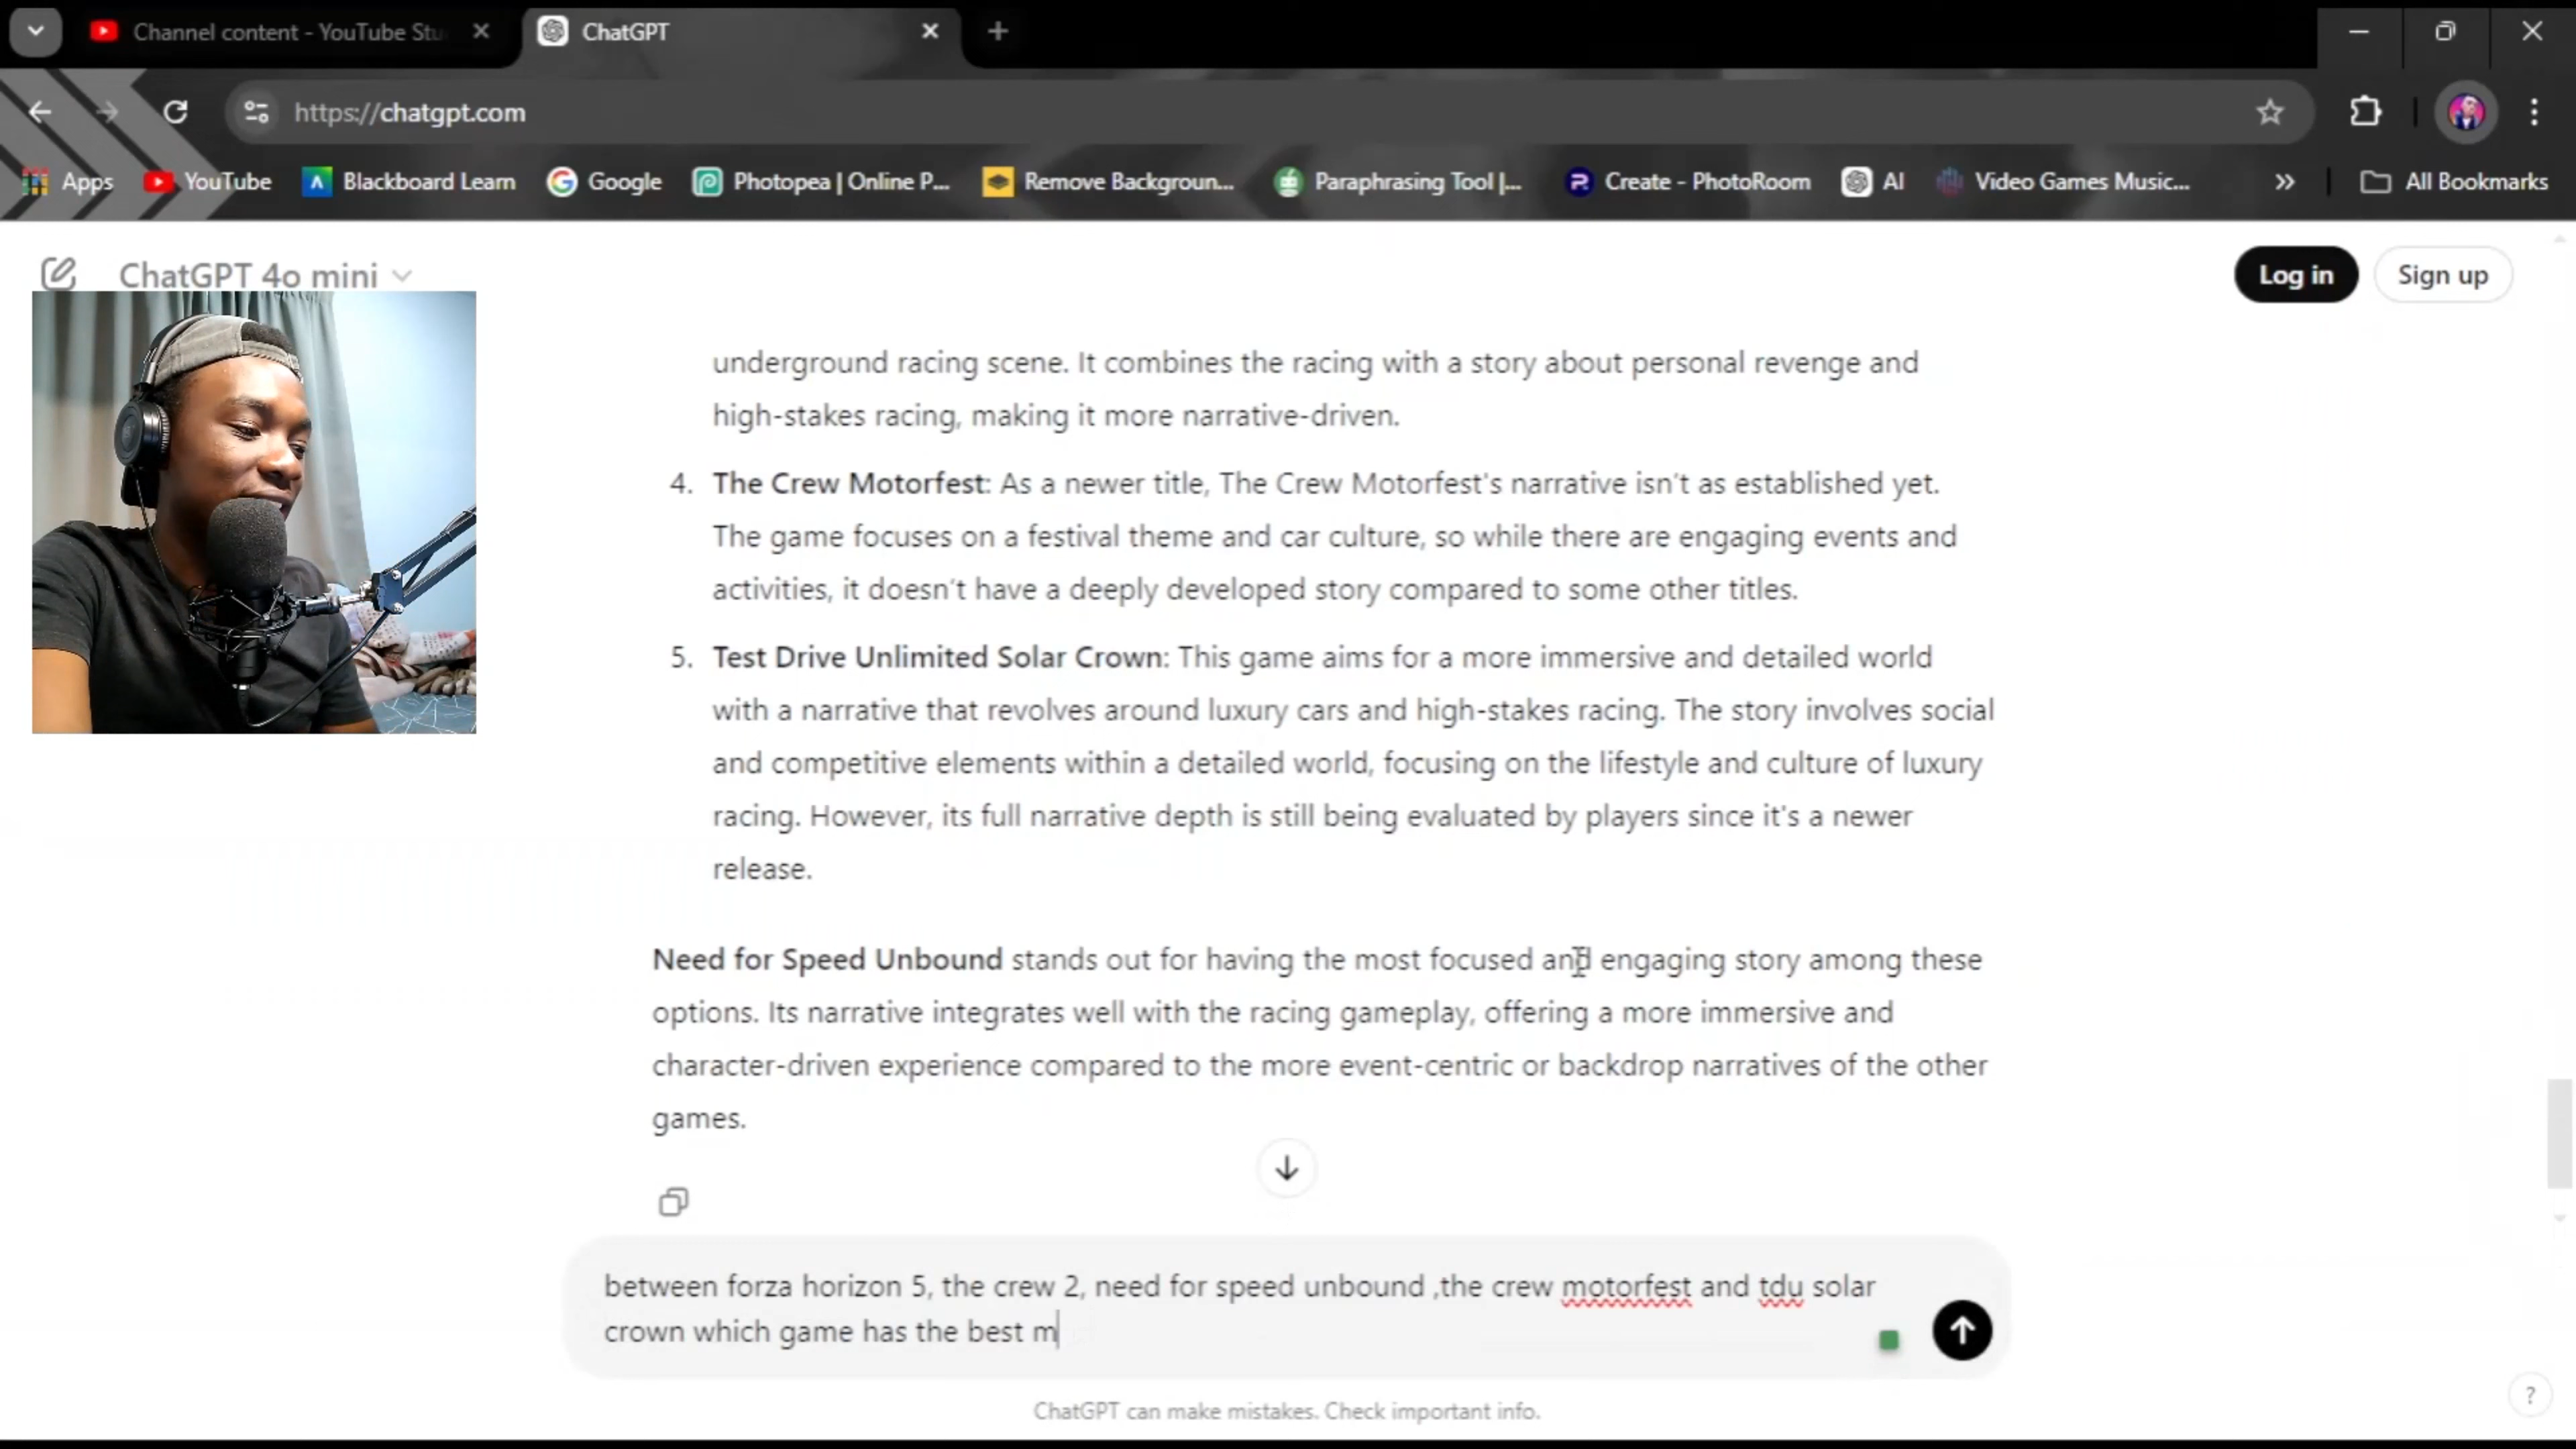 Channel content - YouTube Stu
ChatGPT
https://chatgpt.com
Apps
YouTube
Blackboard Learn
Google
Photopea | Online P...
Remove Backgroun...
Paraphrasing Tool |...
Create - PhotoRoom
AI
Video Games Music...
All Bookmarks
ChatGPT 4o mini
Log in
Sign up
underground racing scene. It combines the racing with a story about personal revenge and
high-stakes racing, making it more narrative-driven.
4. The Crew Motorfest: As a newer title, The Crew Motorfest's narrative isn't as established yet.
The game focuses on a festival theme and car culture, so while there are engaging events and
activities, it doesn't have a deeply developed story compared to some other titles.
5. Test Drive Unlimited Solar Crown: This game aims for a more immersive and detailed world
with a narrative that revolves around luxury cars and high-stakes racing. The story involves social
and competitive elements within a detailed world, focusing on the lifestyle and culture of luxury
racing. However, its full narrative depth is still being evaluated by players since it's a newer
release.
Need for Speed Unbound stands out for having the most focused and engaging story among these
options. Its narrative integrates well with the racing gameplay, offering a more immersive and
character-driven experience compared to the more event-centric or backdrop narratives of the other
games.
between forza horizon 5, the crew 2, need for speed unbound ,the crew motorfest and tdu solar
crown which game has the best m
ChatGPT can make mistakes. Check important info.
?